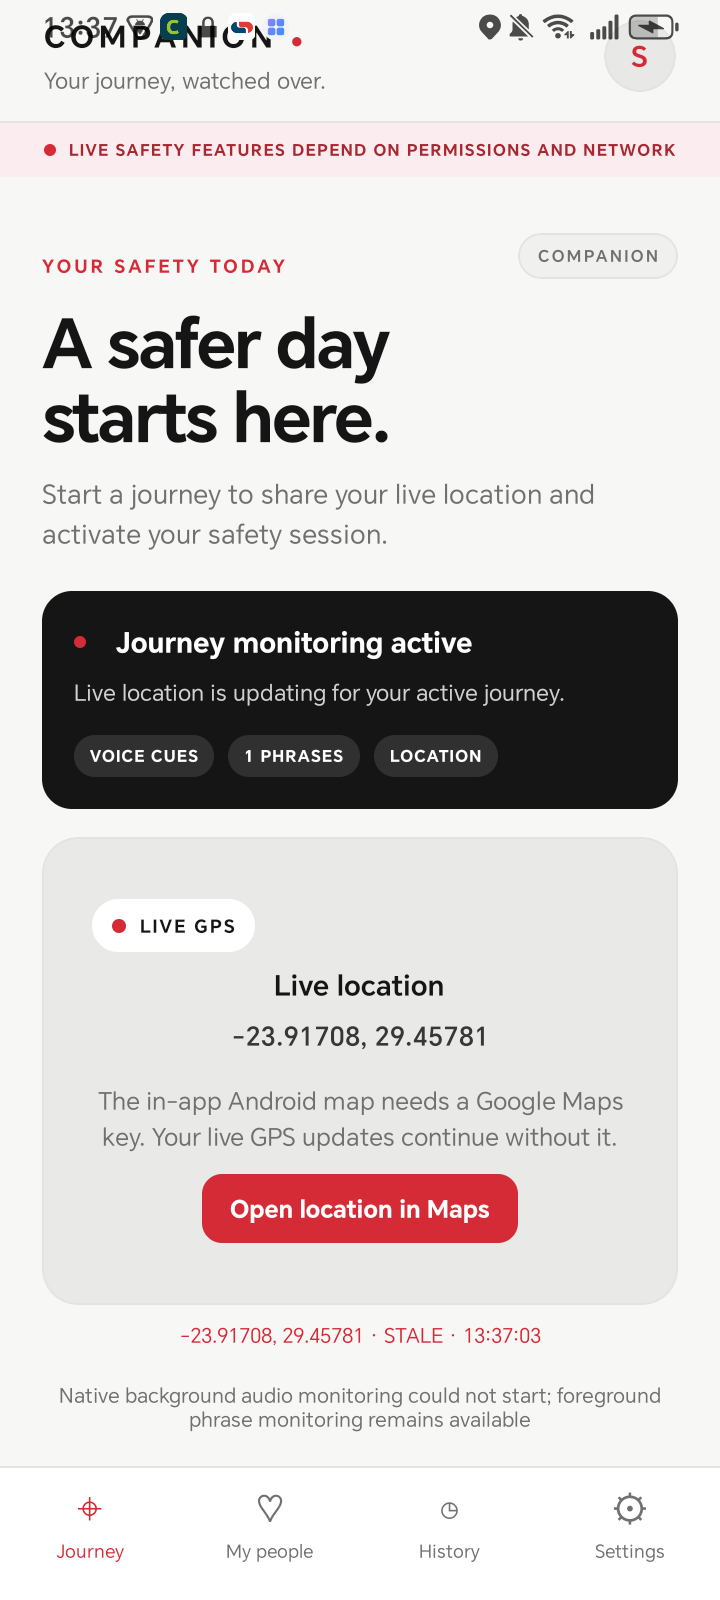 13:37
COMPANION
S
Your journey, watched over.
LIVE SAFETY FEATURES DEPEND ON PERMISSIONS AND NETWORK
YOUR SAFETY TODAY
COMPANION
A safer day
starts here.
Start a journey to share your live location and
activate your safety session.
Journey monitoring active
Live location is updating for your active journey.
VOICE CUES
1 PHRASES
LOCATION
LIVE GPS
Live location
-23.91708, 29.45781
The in-app Android map needs a Google Maps
key. Your live GPS updates continue without it.
Open location in Maps
-23.91708, 29.45781 · STALE · 13:37:03
Native background audio monitoring could not start; foreground
phrase monitoring remains available
Journey
My people
History
Settings